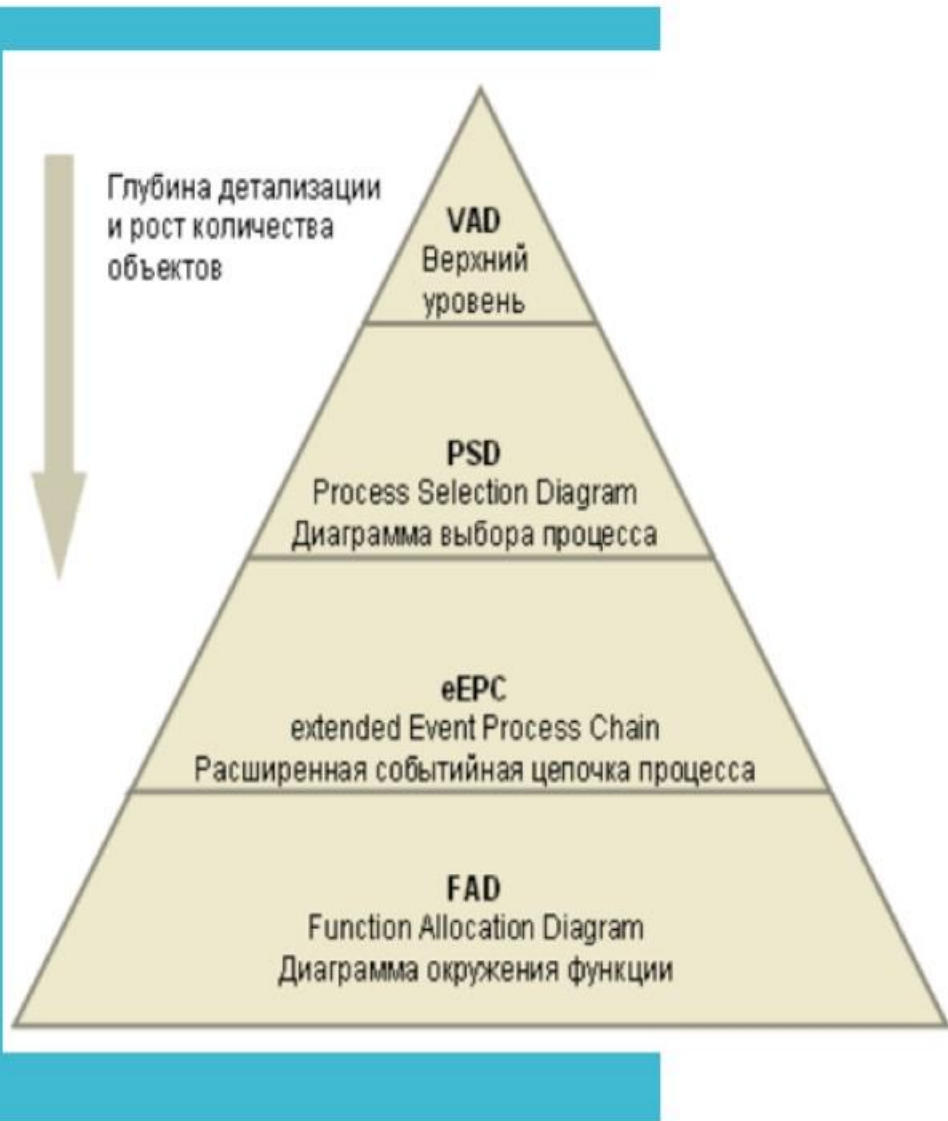 Глубина детализации
и рост количества
объектов
VAD
Верхний
уровень
PSD
Process Selection Diagram
Диаграмма выбора процесса
eEPC
extended Event Process Chain
Расширенная событийная цепочка процесса
FAD
Function Allocation Diagram
Диаграмма окружения функции